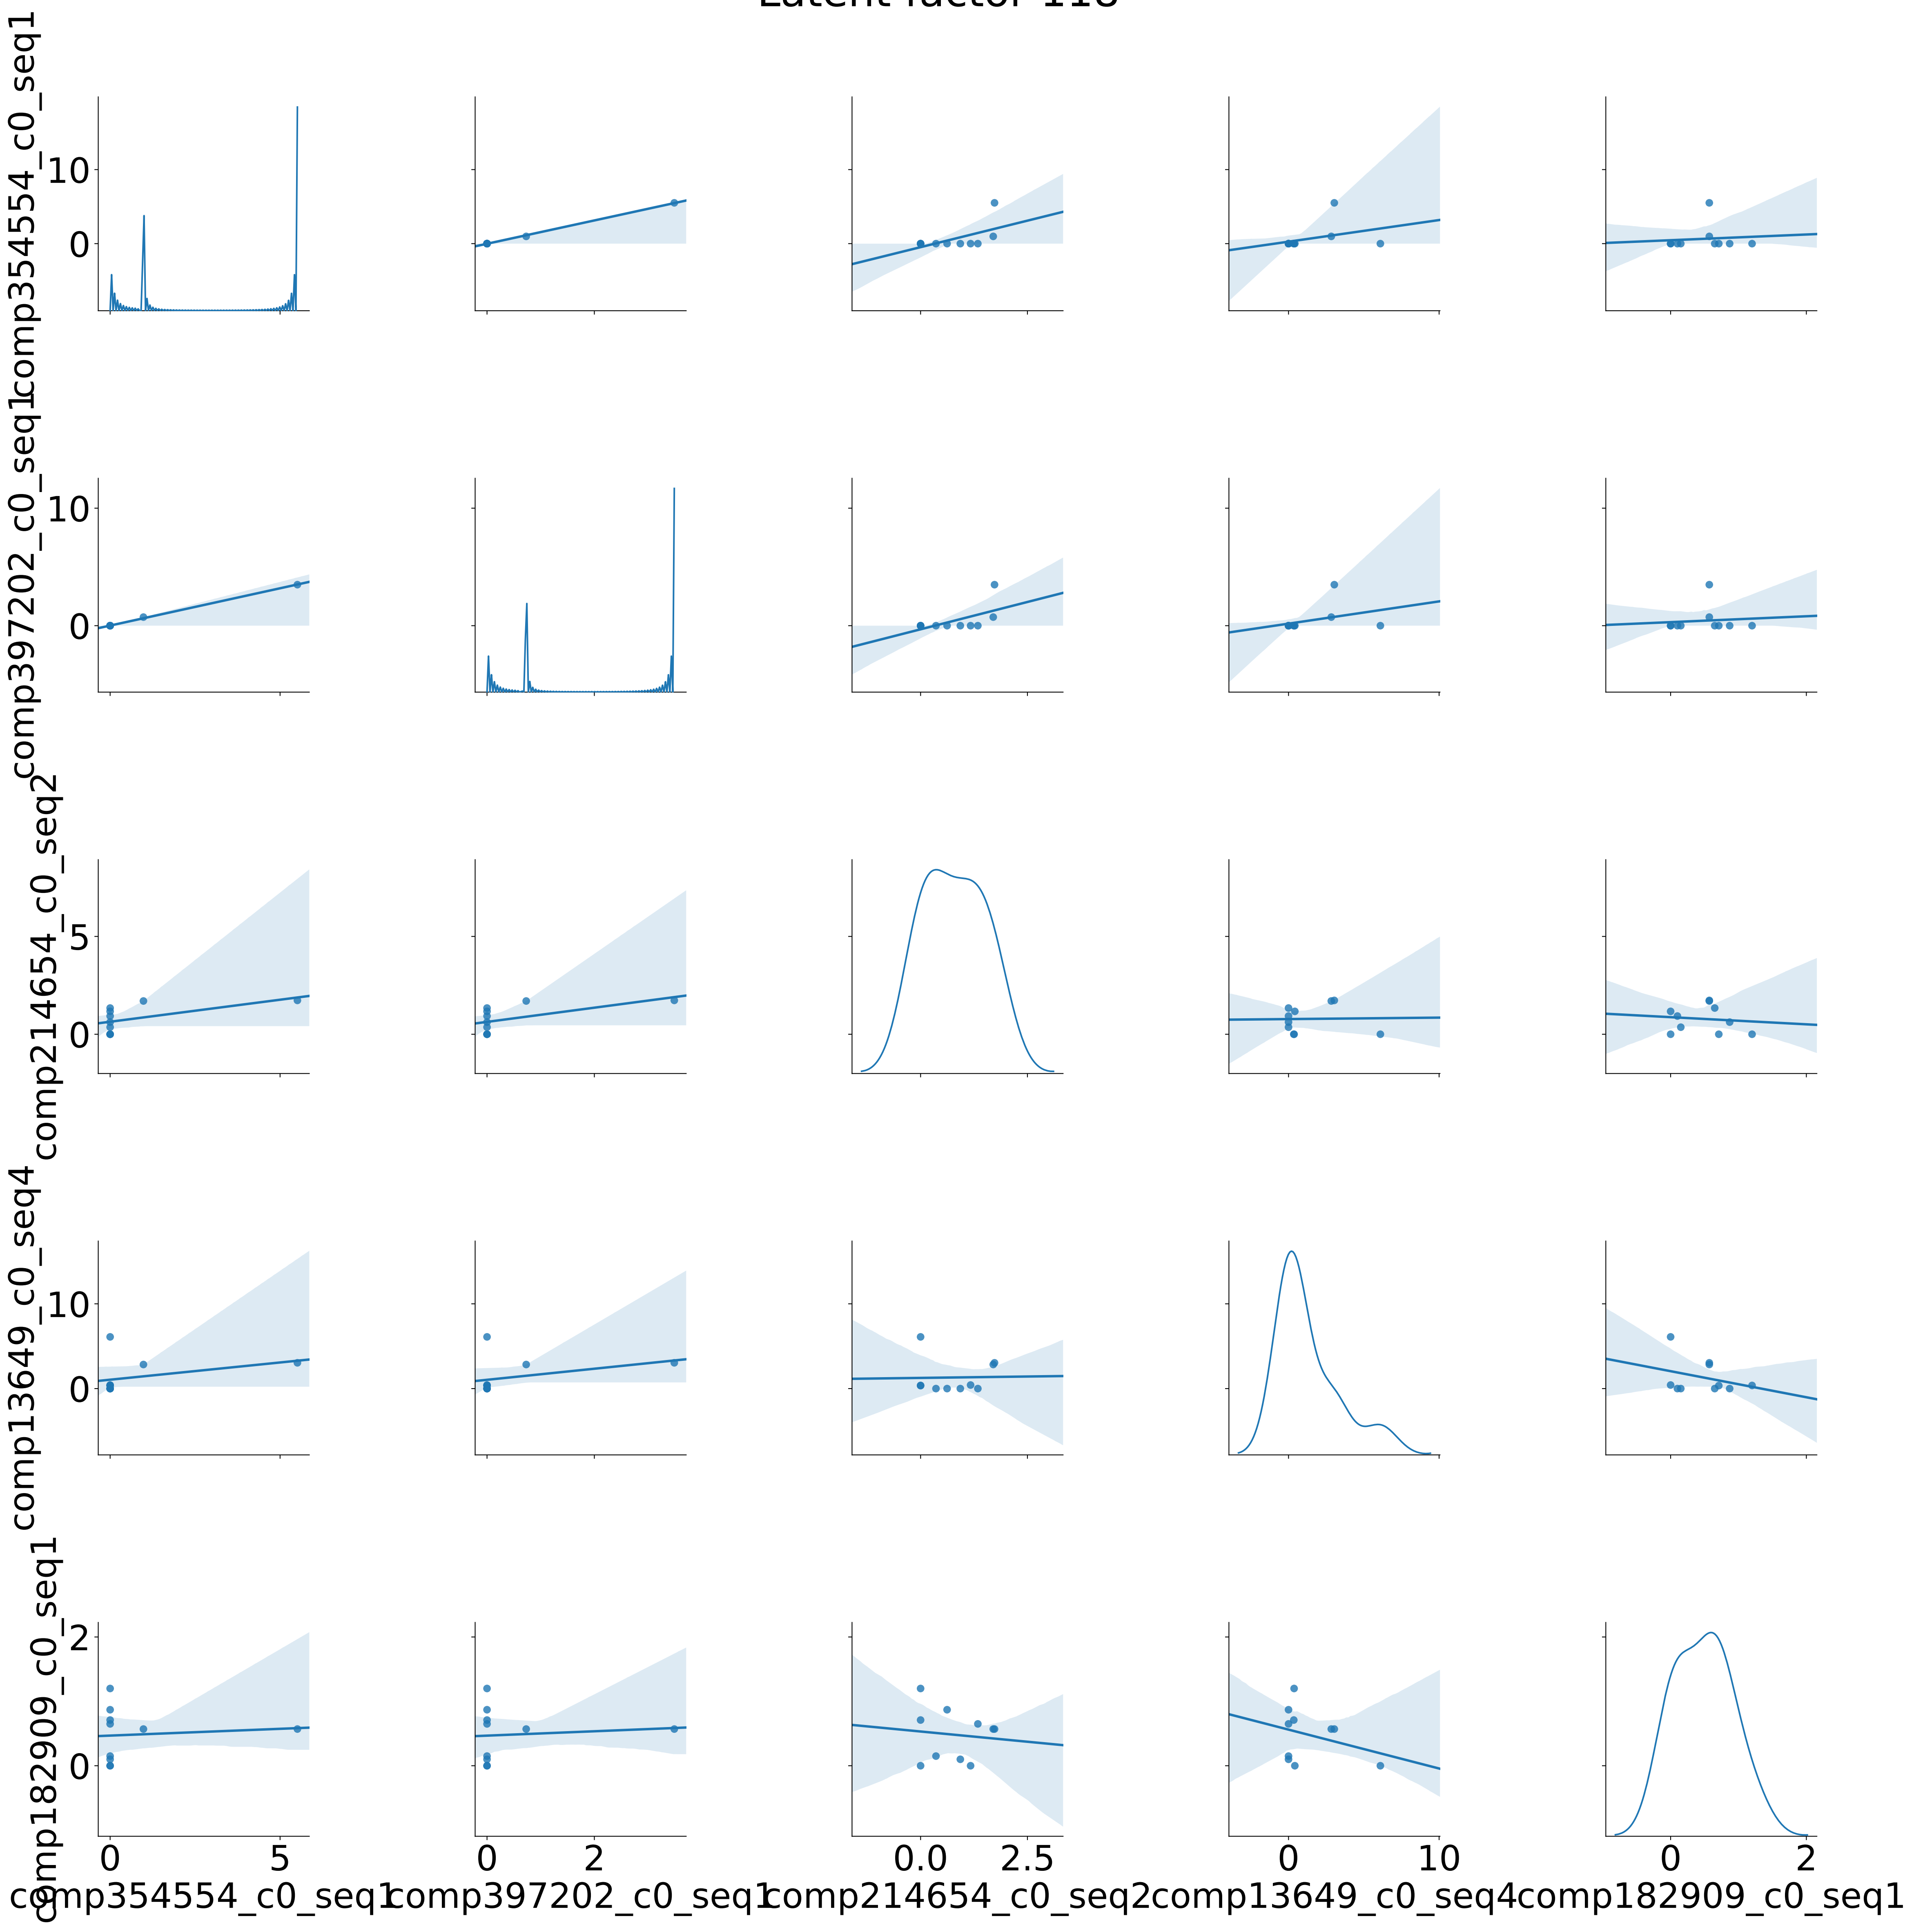 Latent factor 118
comp354554_c0_seq1
10
0
comp397202_c0_seq1
10
0
comp214654_c0_seq2
5
0
comp13649_c0_seq4
10
0
comp182909_c0_seq1
2
0
0 5 0 2 0.0 2.5 0 10 0 2
comp354554_c0_seq1 comp397202_c0_seq1 comp214654_c0_seq2 comp13649_c0_seq4 comp182909_c0_seq1